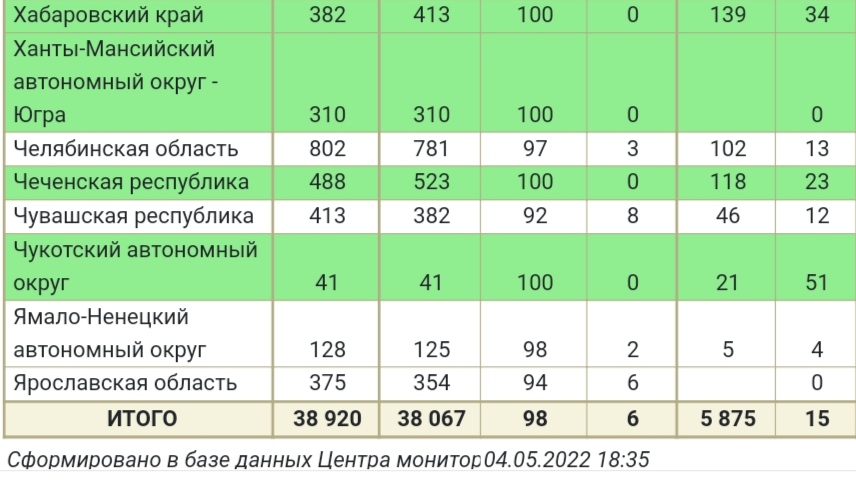 Хабаровский край 382 413 100 0 139 34
Ханты-Мансийский
автономный округ -
Югра 310 310 100 0 0
Челябинская область 802 781 97 3 102 13
Чеченская республика 488 523 100 0 118 23
Чувашская республика 413 382 92 8 46 12
Чукотский автономный
округ 41 41 100 0 21 51
Ямало-Ненецкий
автономный округ 128 125 98 2 5 4
Ярославская область 375 354 94 6 0
ИТОГО 38 920 38 067 98 6 5 875 15
Сформировано в базе данных Центра монитор04.05.2022 18:35